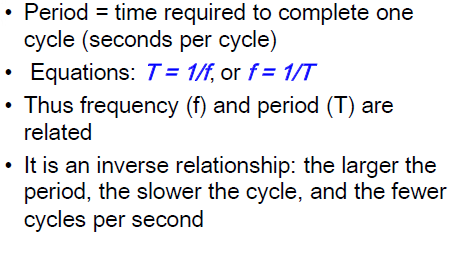 • Period = time required to complete one
cycle (seconds per cycle)
• Equations: T = 1/f, or f = 1/T
• Thus frequency (f) and period (T) are
related
• It is an inverse relationship: the larger the
period, the slower the cycle, and the fewer
cycles per second